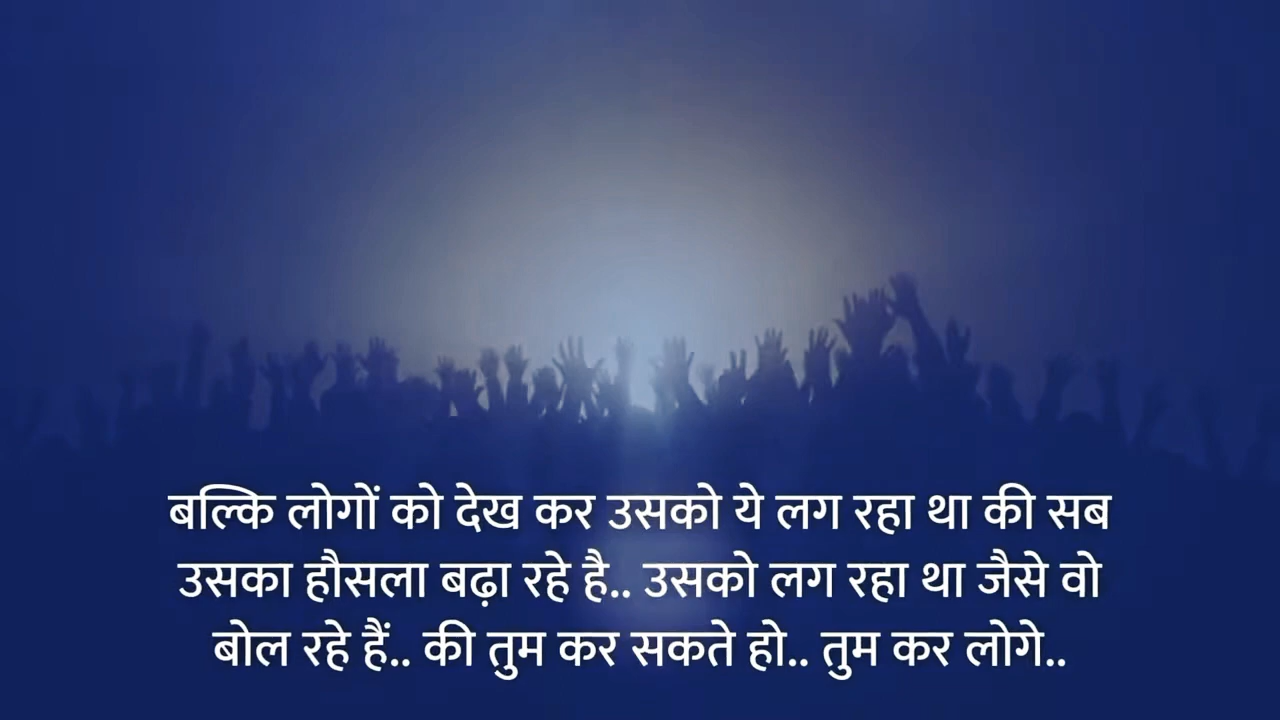 बल्कि लोगों को देख कर उसको ये लग रहा था की सब
उसका हौसला बढ़ा रहे है.. उसको लग रहा था जैसे वो
बोल रहे हैं.. की तुम कर सकते हो.. तुम कर लोगे..